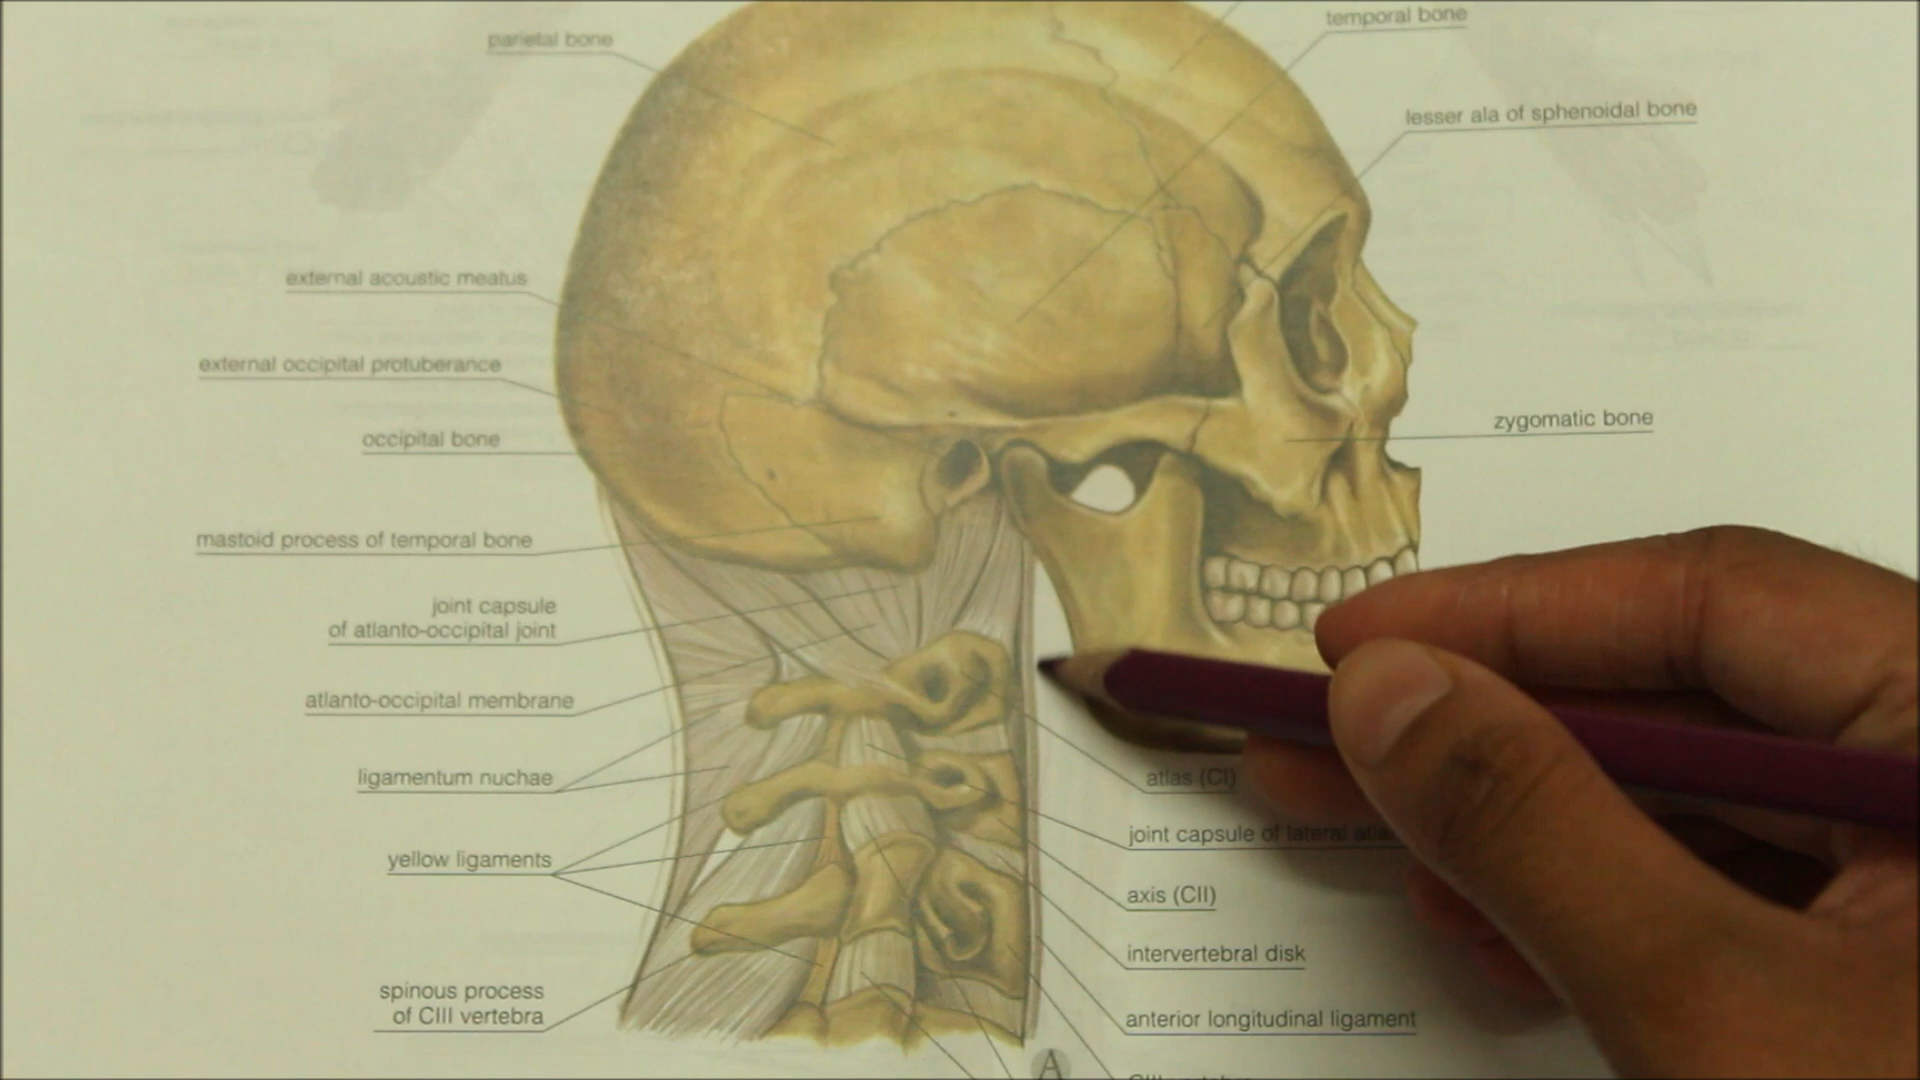 parietal bone
external acoustic meatus
external occipital protuberance
occipital bone
mastoid process of temporal bone
joint capsule
of atlanto-occipital joint
atlanto-occipital membrane
ligamentum nuchae
yellow ligaments
spinous process
of CIII vertebra
temporal bone
lesser ala of sphenoidal bone
zygomatic bone
atlas (CI)
joint capsule of lateral
axis (CII)
intervertebral disk
anterior longitudinal ligament
A